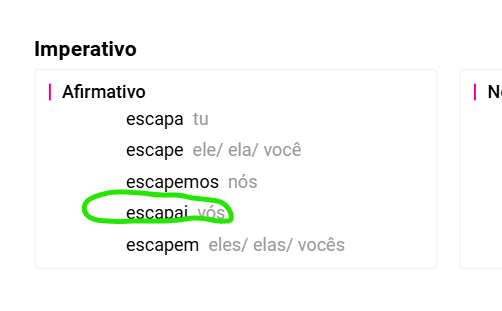 Imperativo
Afirmativo
escapa tu
escape ele/ ela/ você
escapemos nós
escapai vós
escapem eles/ elas/ vocês